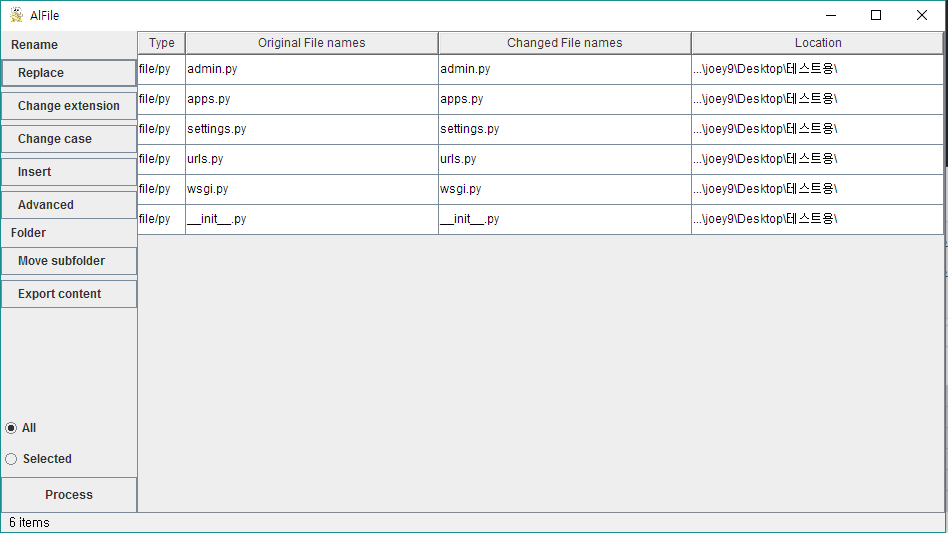 AlFile
Rename
Replace
Change extension
Change case
Insert
Advanced
Folder
Move subfolder
Export content
All
Selected
Process
Type Original File names Changed File names Location
file/py admin.py admin.py ...\joey9\Desktop\테스트용\
file/py apps.py apps.py ...\joey9\Desktop\테스트용\
file/py settings.py settings.py ...\joey9\Desktop\테스트용\
file/py urls.py urls.py ...\joey9\Desktop\테스트용\
file/py wsgi.py wsgi.py ...\joey9\Desktop\테스트용\
file/py __init__.py __init__.py ...\joey9\Desktop\테스트용\
6 items